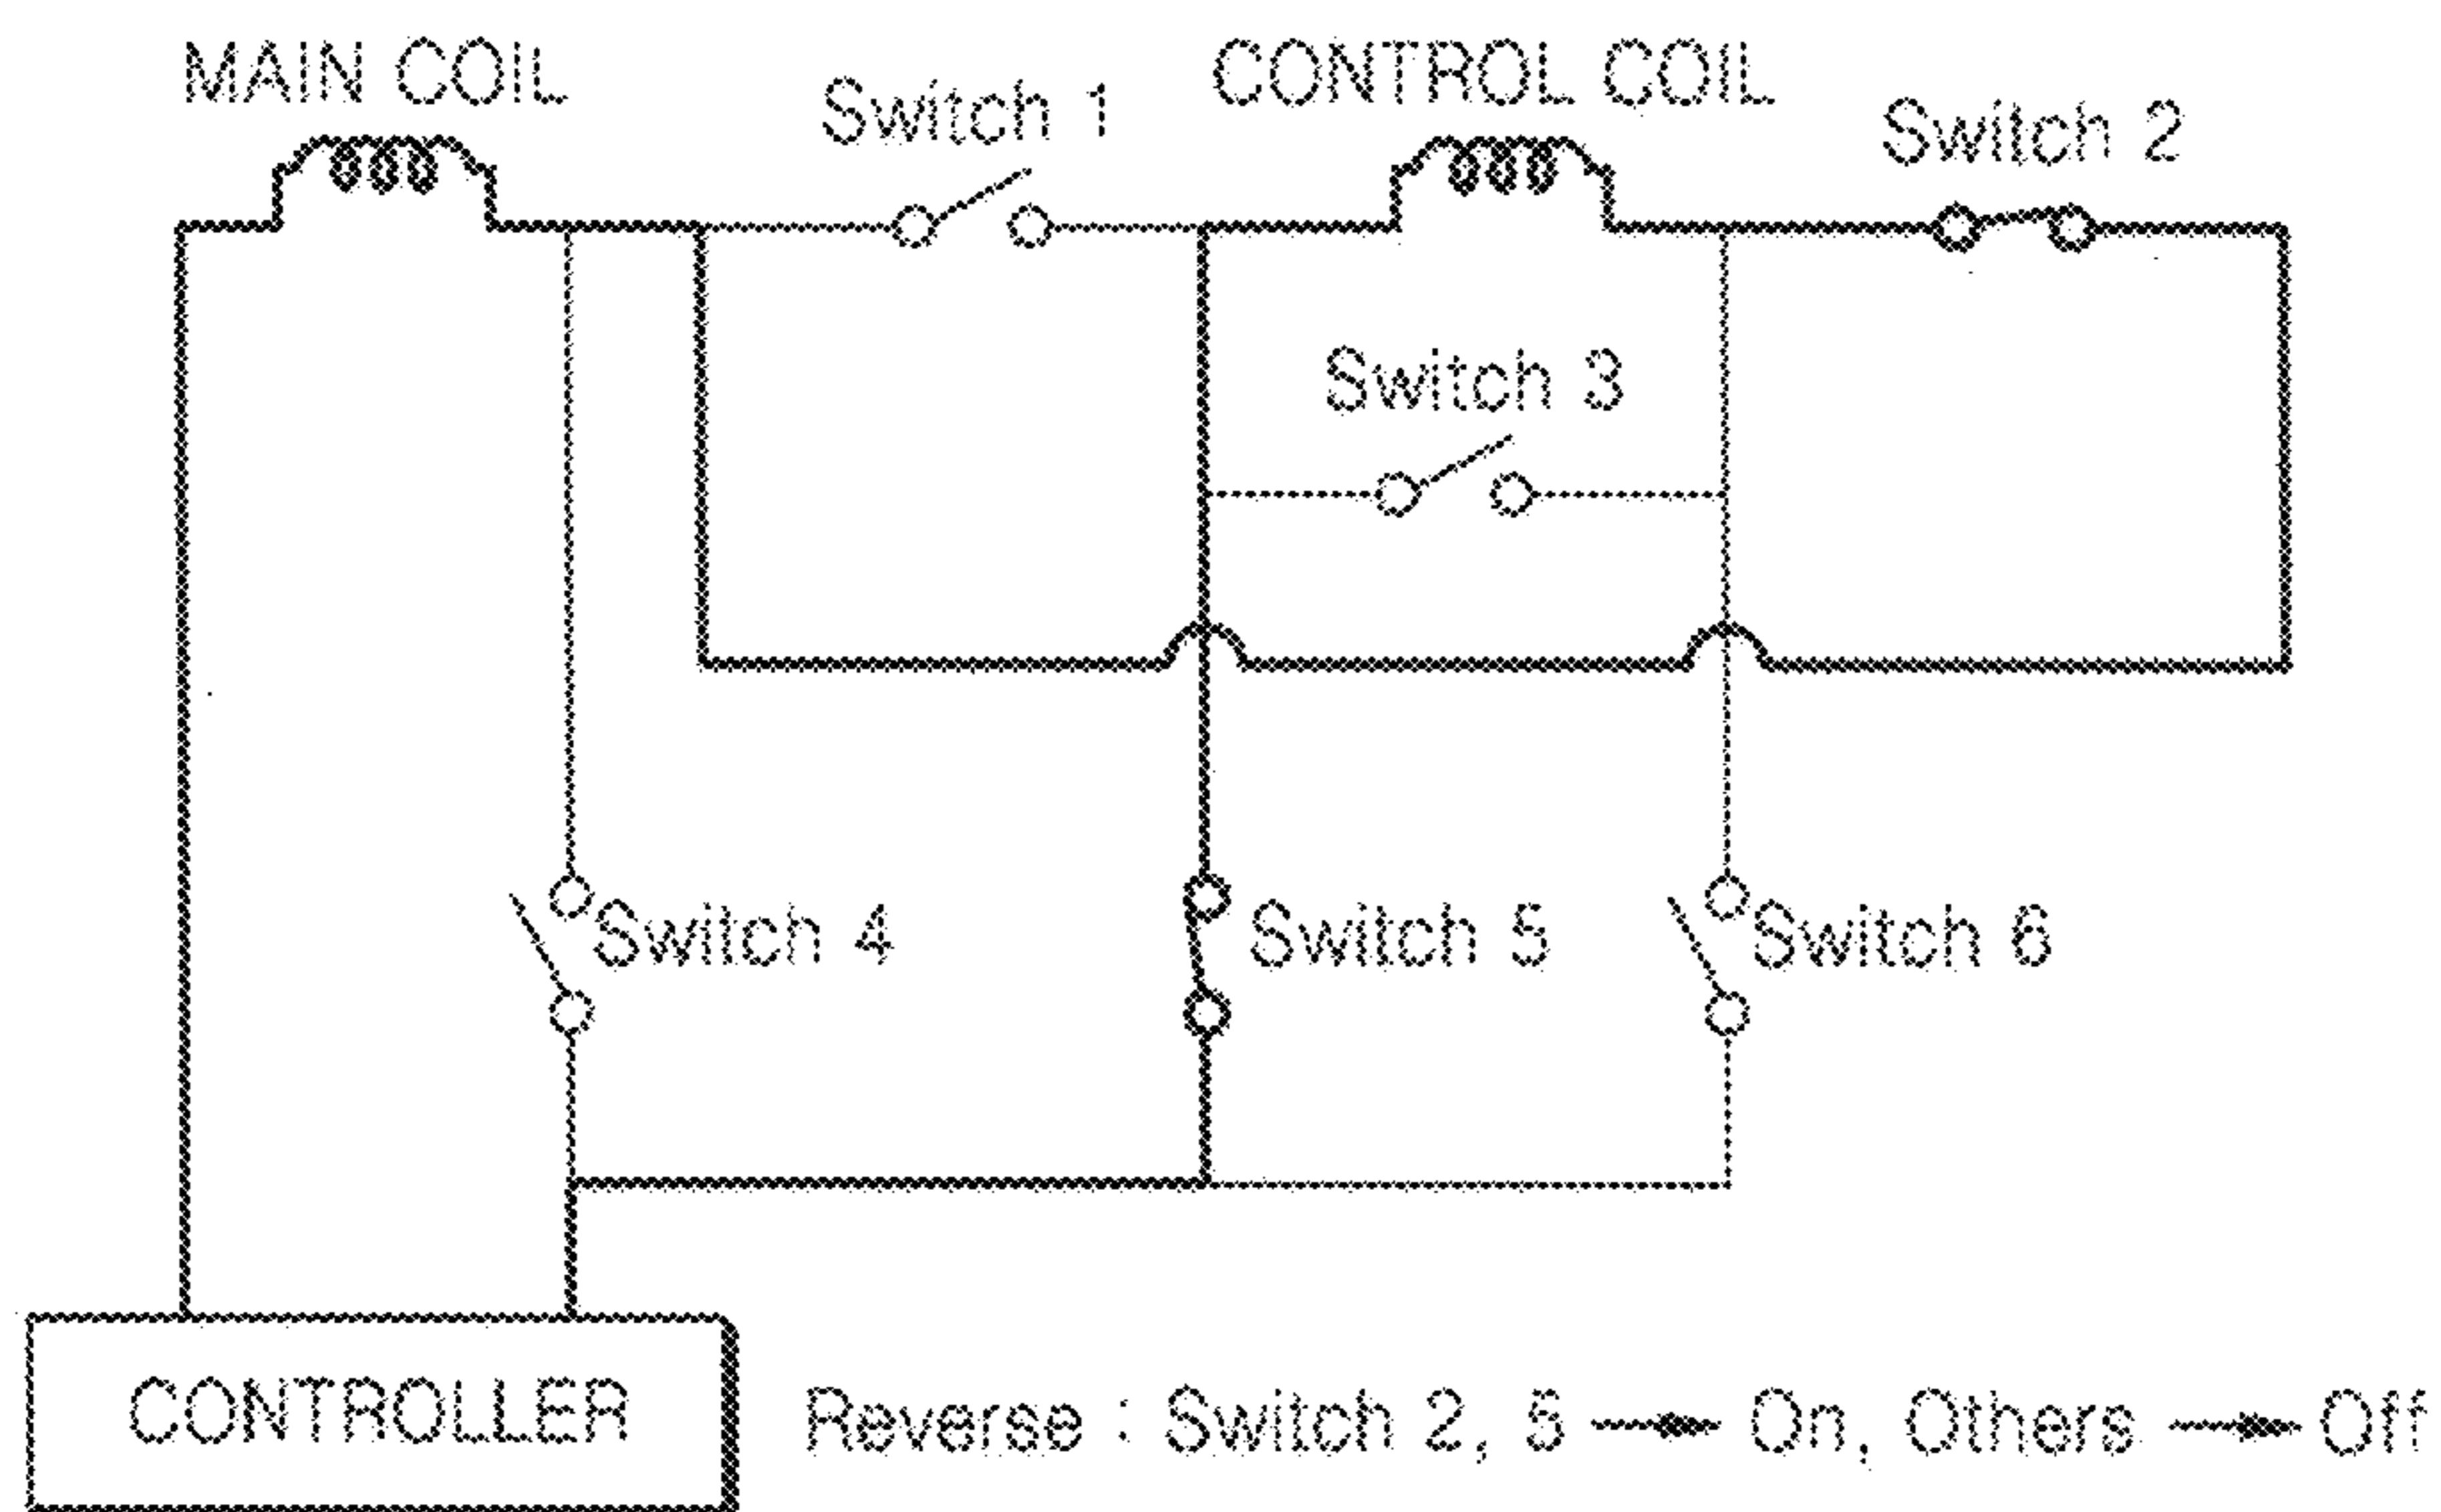 MAIN COIL
Switch 1
CONTROL COIL
Switch 2
Switch 3
Switch 4
Switch 5
Switch 6
CONTROLLER
Reverse : Switch 2, 5 → On, Others → Off